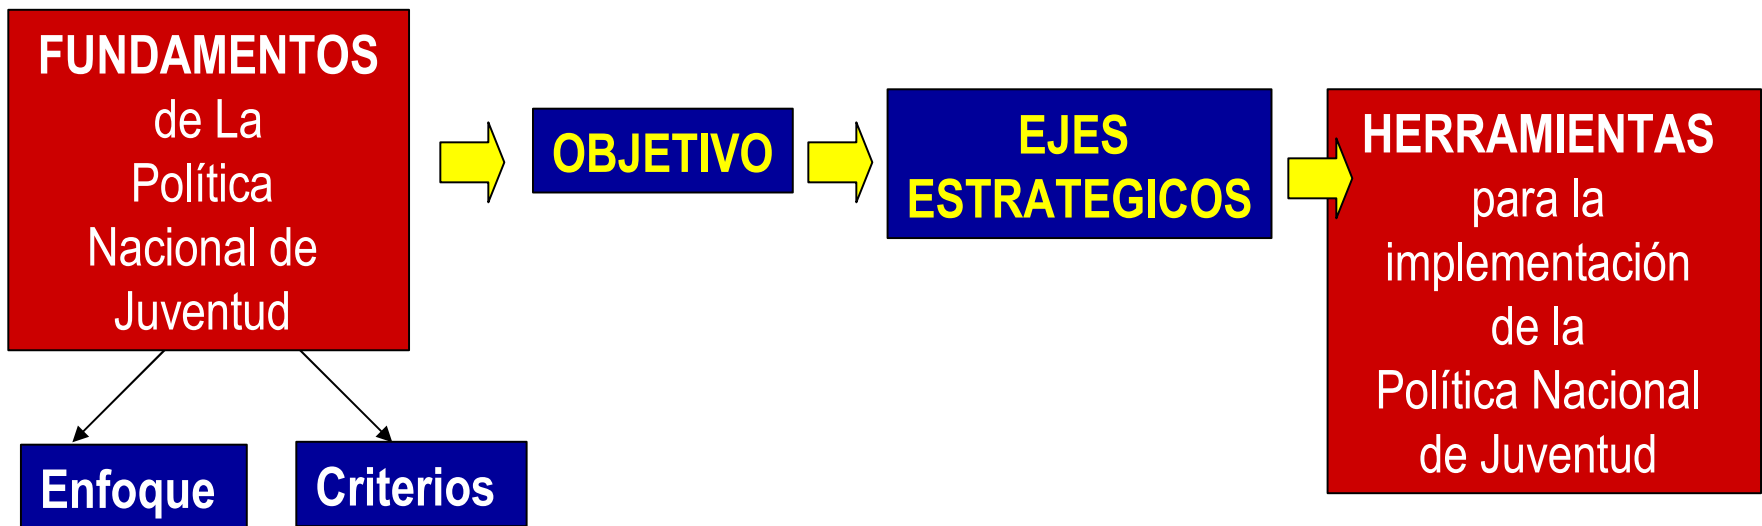 FUNDAMENTOS
de La
Política
Nacional de
Juventud
Enfoque
Criterios
OBJETIVO
EJES
ESTRATEGICOS
HERRAMIENTAS
para la
implementación
de la
Política Nacional
de Juventud